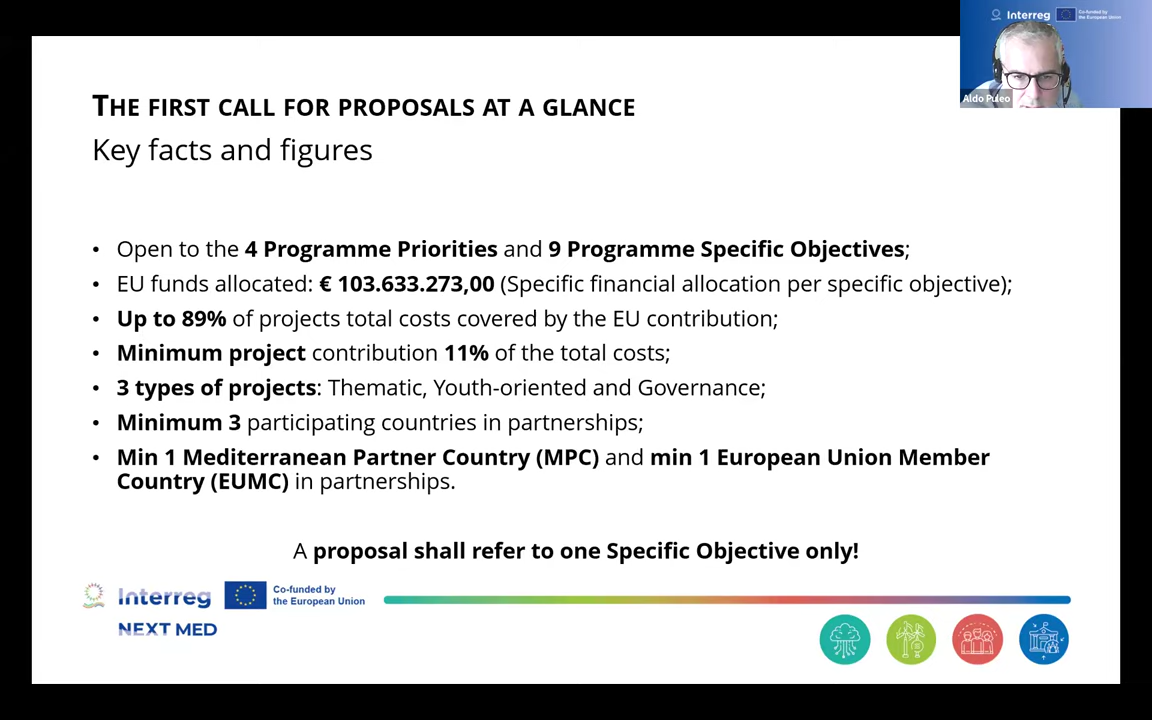 Interreg
Co-funded by
the European Union
Aldo Puleo
THE FIRST CALL FOR PROPOSALS AT A GLANCE
Key facts and figures
• Open to the 4 Programme Priorities and 9 Programme Specific Objectives;
• EU funds allocated: € 103.633.273,00 (Specific financial allocation per specific objective);
• Up to 89% of projects total costs covered by the EU contribution;
• Minimum project contribution 11% of the total costs;
• 3 types of projects: Thematic, Youth-oriented and Governance;
• Minimum 3 participating countries in partnerships;
• Min 1 Mediterranean Partner Country (MPC) and min 1 European Union Member
Country (EUMC) in partnerships.
A proposal shall refer to one Specific Objective only!
Interreg
Co-funded by
the European Union
NEXT MED